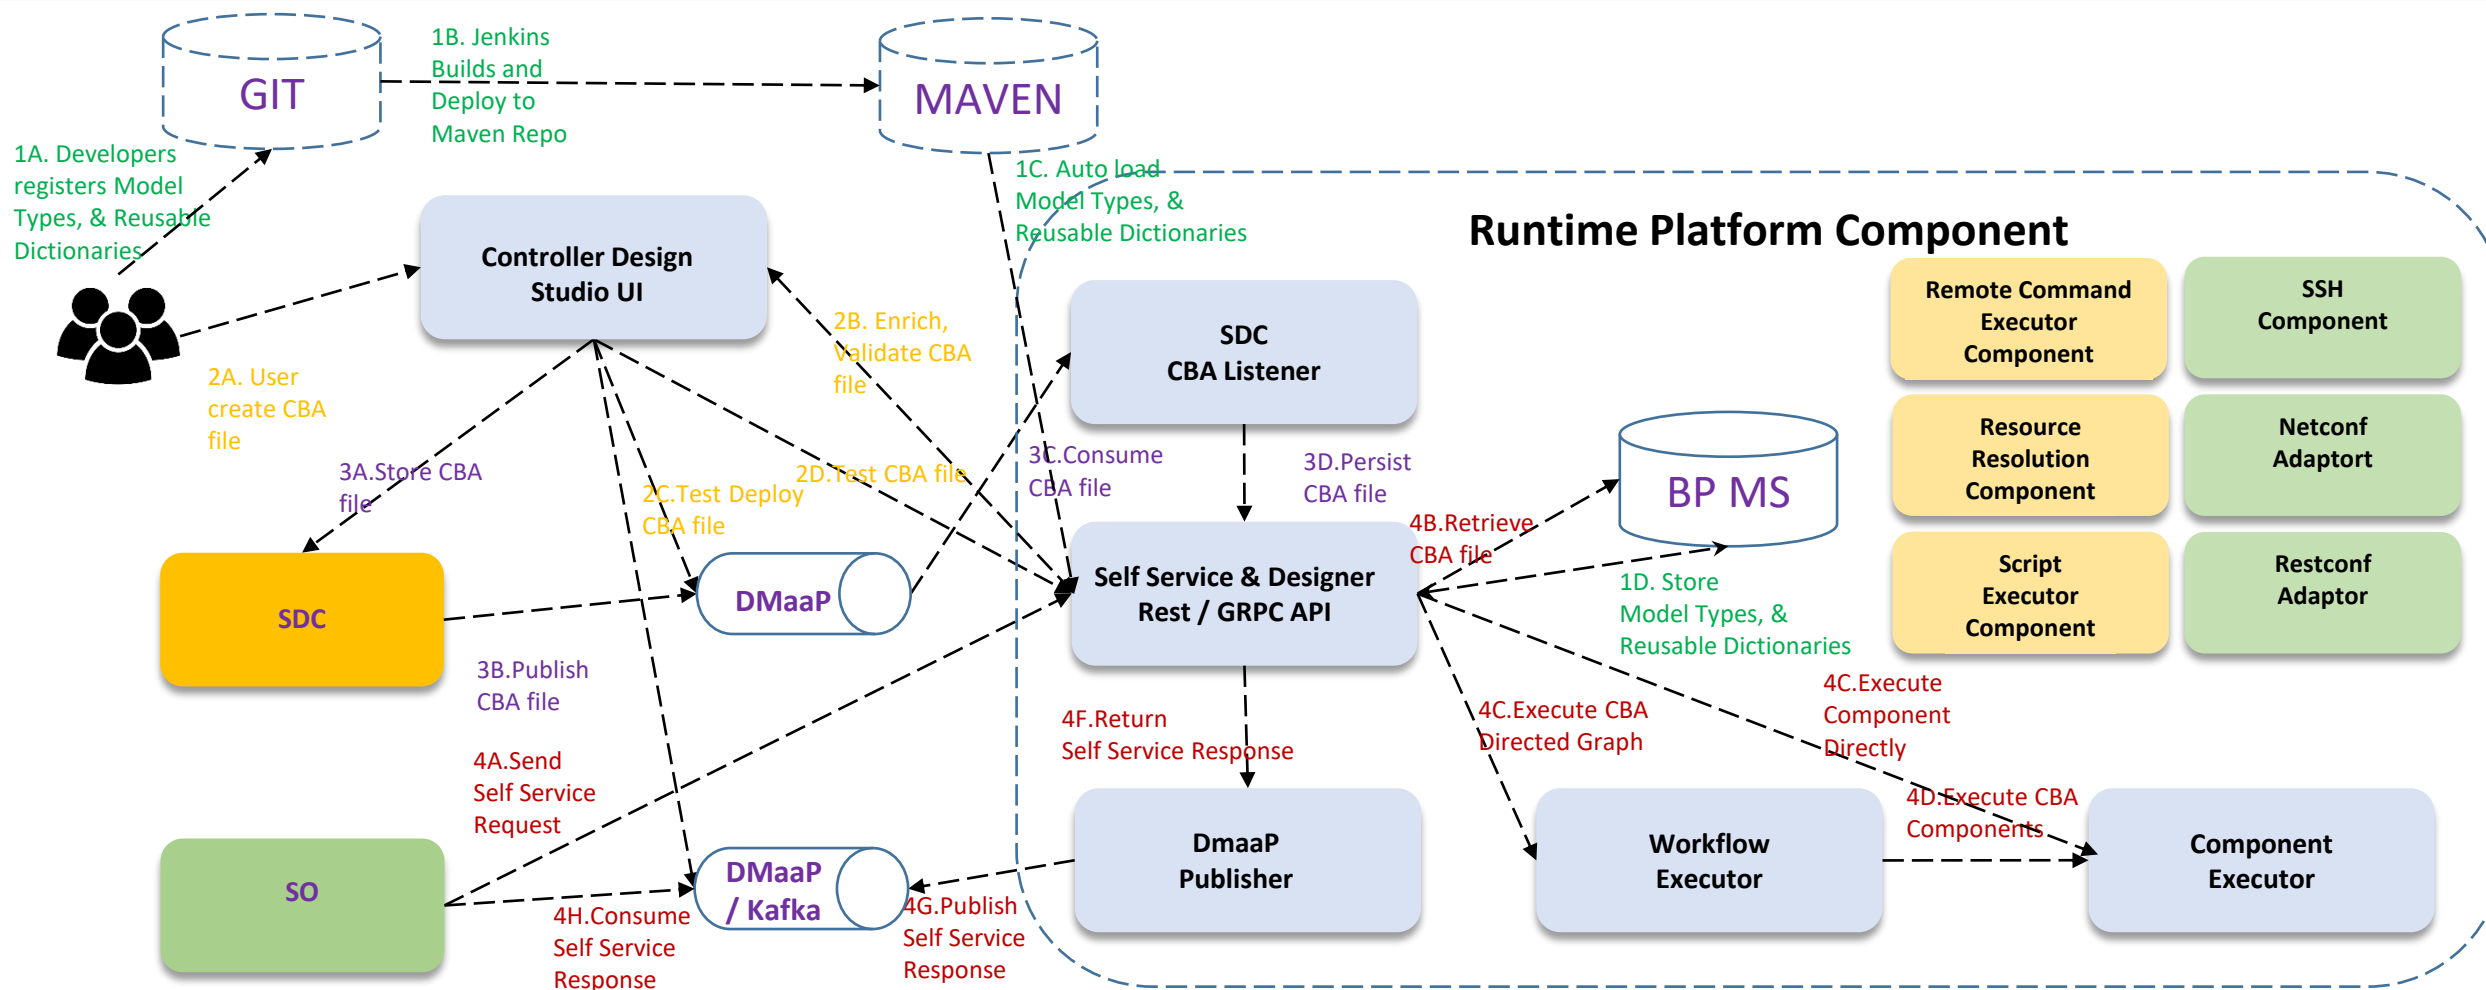 GIT
1B. Jenkins
Builds and
Deploy to
Maven Repo
MAVEN
1A. Developers
registers Model
Types, & Reusable
Dictionaries
1C. Auto load
Model Types, &
Reusable Dictionaries
Runtime Platform Component
Controller Design
Studio UI
2A. User
create CBA
file
2B. Enrich,
Validate CBA
file
SDC
CBA Listener
Remote Command
Executor
Component
SSH
Component
Resource
Resolution
Component
Netconf
Adaptort
Script
Executor
Component
Restconf
Adaptor
3A.Store CBA
file
2C.Test Deploy
CBA file
2D.Test CBA file
3C.Consume
CBA file
3D.Persist
CBA file
BP MS
4B.Retrieve
CBA file
SDC
DMaaP
Self Service & Designer
Rest / GRPC API
1D. Store
Model Types, &
Reusable Dictionaries
3B.Publish
CBA file
4A.Send
Self Service
Request
4F.Return
Self Service Response
4C.Execute CBA
Directed Graph
4C.Execute
Component
Directly
4D.Execute CBA
Components
SO
DMaaP
/ Kafka
DmaaP
Publisher
Workflow
Executor
Component
Executor
4H.Consume
Self Service
Response
4G.Publish
Self Service
Response